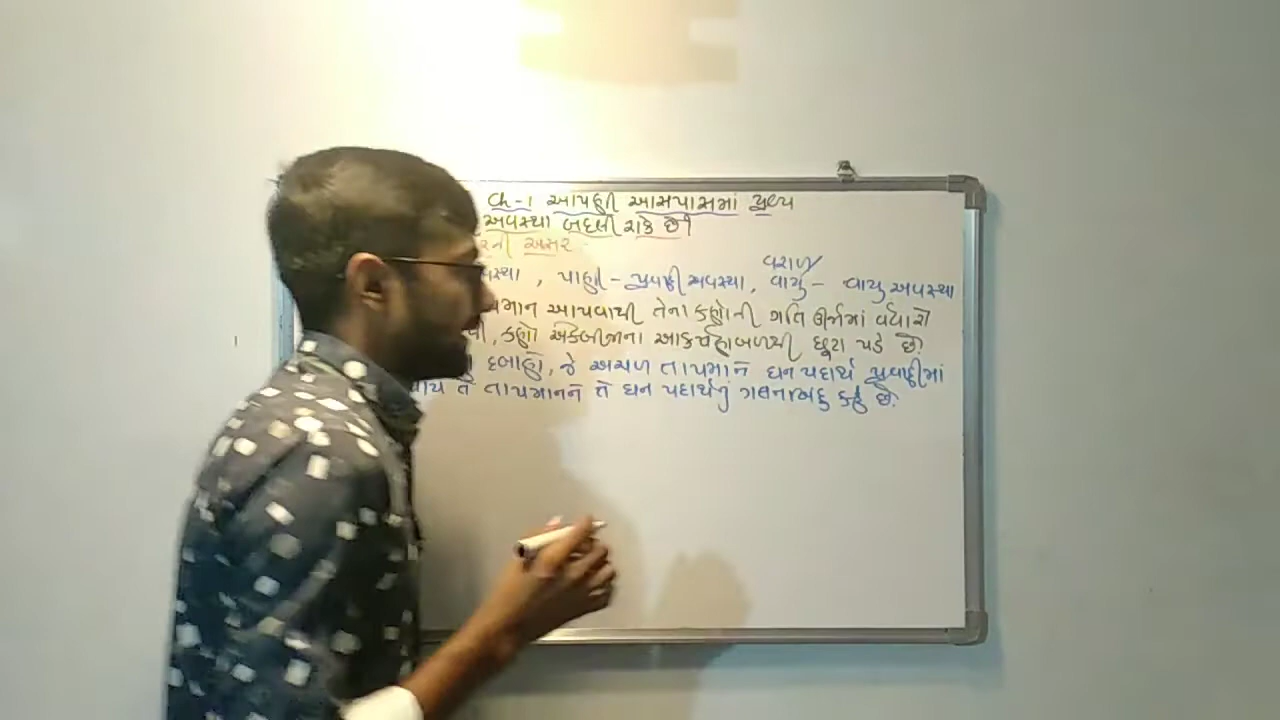 Ch-1 આપણી આસપાસમાં દ્રવ્ય
અવસ્થા બદલી શકે છે?
અસર
, પાણી - પ્રવાહી અવસ્થા, વાયુ - વાયુ અવસ્થા
વરાળ
આપવાથી તેના કણોની ગતિ ઊર્જામાં વધારો
, કણો એકબીજાના આકર્ષણબળથી છૂટા પડે છે.
દબાણે, જે અચળ તાપમાને ઘન પદાર્થ પ્રવાહીમાં
તે તાપમાનને તે ઘન પદાર્થનું ગલનબિંદુ કહે છે.